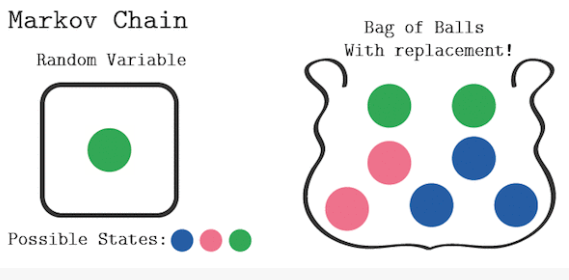 Markov Chain
Random Variable
Possible States:
Bag of Balls
With replacement!